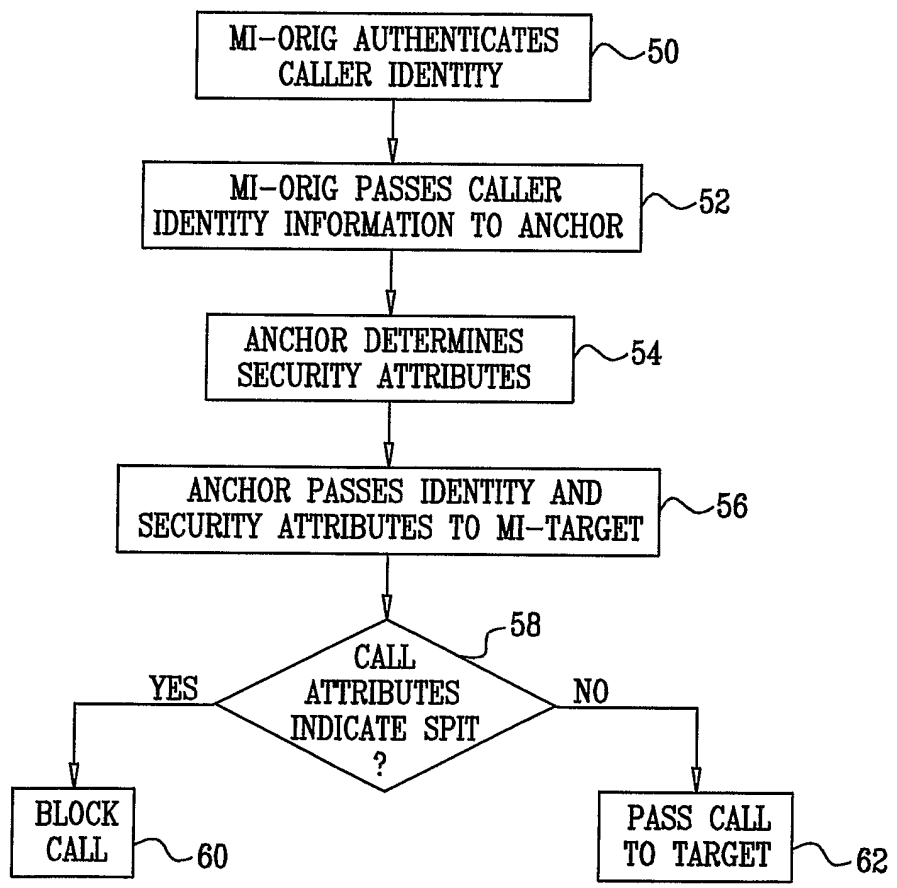 MI-ORIG AUTHENTICATES
CALLER IDENTITY
50
MI-ORIG PASSES CALLER
IDENTITY INFORMATION TO ANCHOR
52
ANCHOR DETERMINES
SECURITY ATTRIBUTES
54
ANCHOR PASSES IDENTITY AND
SECURITY ATTRIBUTES TO MI-TARGET
56
58
CALL
ATTRIBUTES
INDICATE SPIT
?
YES
NO
BLOCK
CALL
60
PASS CALL
TO TARGET
62